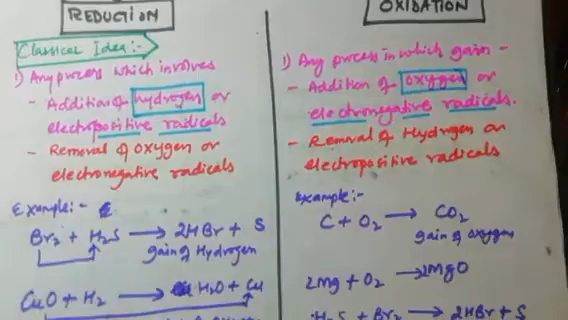 REDUCTION
Classical Idea:-
1) Any process which involves
- Addition of hydrogen or
electropositive radicals
- Removal of oxygen or
electronegative radicals
Example:-
Br₂ + H₂S → 2HBr + S
gain of Hydrogen
CuO + H₂ → H₂O + Cu
OXIDATION
1) Any process in which gain -
- Addition of oxygen or
electronegative radicals.
- Removal of Hydrogen or
electropositive radicals
Example:-
C + O₂ → CO₂
gain of oxygen
2Mg + O₂ → 2MgO
H₂S + Br₂ → 2HBr + S